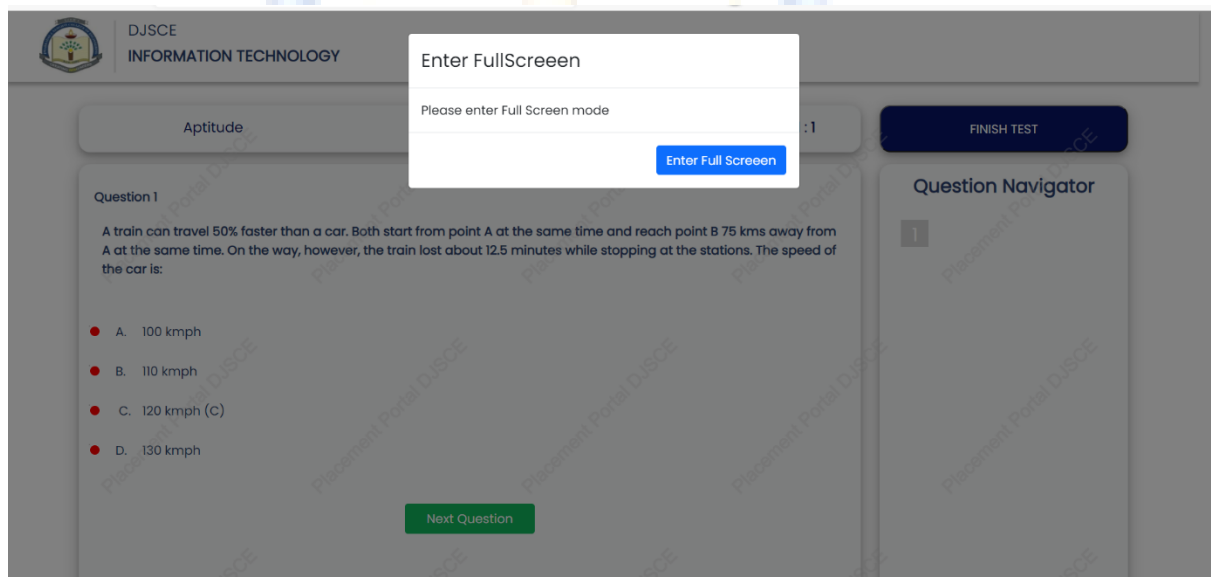 DJSCE
INFORMATION TECHNOLOGY
Enter FullScreeen
Please enter Full Screen mode
Enter Full Screeen
Aptitude
: 1
FINISH TEST
Question 1
A train can travel 50% faster than a car. Both start from point A at the same time and reach point B 75 kms away from
A at the same time. On the way, however, the train lost about 12.5 minutes while stopping at the stations. The speed of
the car is:
A. 100 kmph
B. 110 kmph
C. 120 kmph (C)
D. 130 kmph
Next Question
Question Navigator
1
Placement Portal DJSCE